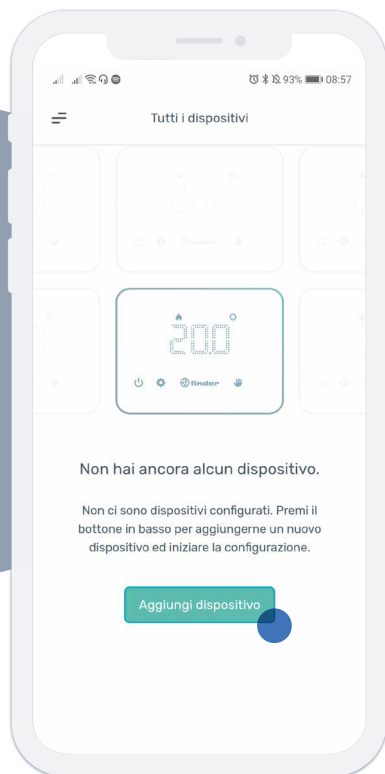 93% 08:57
Tutti i dispositivi
20.0
finder
Non hai ancora alcun dispositivo.
Non ci sono dispositivi configurati. Premi il
bottone in basso per aggiungerne un nuovo
dispositivo ed iniziare la configurazione.
Aggiungi dispositivo